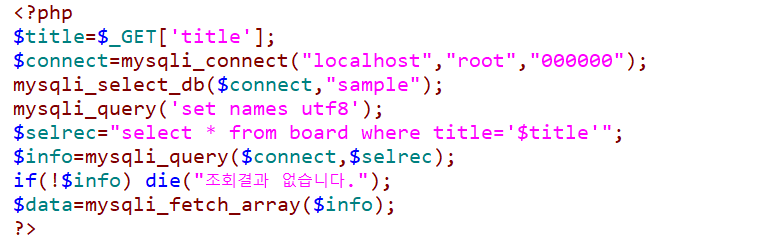 <?php
$title=$_GET['title'];
$connect=mysqli_connect("localhost","root","000000");
mysqli_select_db($connect,"sample");
mysqli_query('set names utf8');
$selrec="select * from board where title='$title'";
$info=mysqli_query($connect,$selrec);
if(!$info) die("조회결과 없습니다.");
$data=mysqli_fetch_array($info);
?>